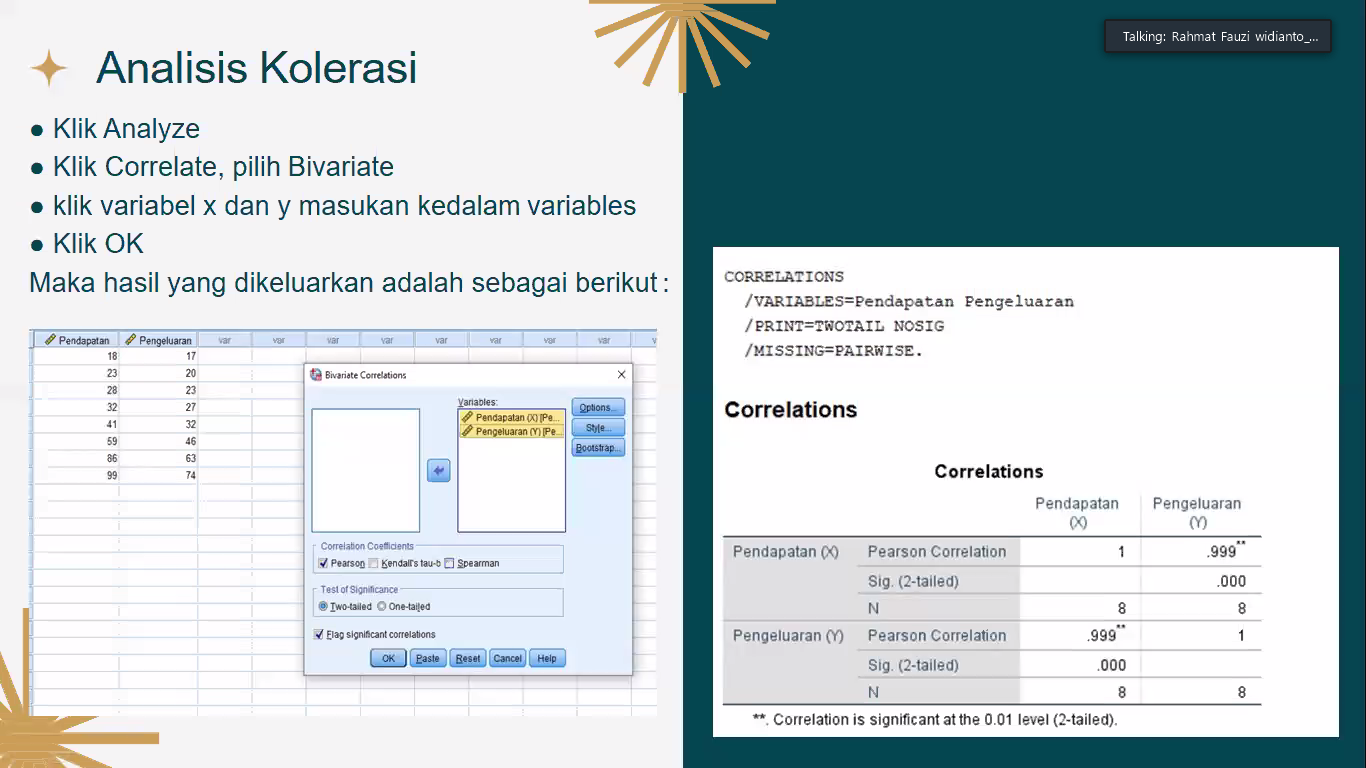 Talking: Rahmat Fauzi widianto_...
Analisis Kolerasi
● Klik Analyze
● Klik Correlate, pilih Bivariate
● klik variabel x dan y masukan kedalam variables
● Klik OK
Maka hasil yang dikeluarkan adalah sebagai berikut :
Pendapatan Pengeluaran var var var var var var var var
18 17
23 20
28 23
32 27
41 32
59 46
86 63
99 74
Bivariate Correlations
Variables:
Pendapatan (X) [Pe...
Pengeluaran (Y) [Pe...
Options...
Style...
Bootstrap...
Correlation Coefficients
Pearson Kendall's tau-b Spearman
Test of Significance
Two-tailed One-tailed
Flag significant correlations
OK Paste Reset Cancel Help
CORRELATIONS
/VARIABLES=Pendapatan Pengeluaran
/PRINT=TWOTAIL NOSIG
/MISSING=PAIRWISE.
Correlations
Correlations
Pendapatan (X) Pengeluaran (Y)
Pendapatan (X) Pearson Correlation 1 .999**
Sig. (2-tailed) .000
N 8 8
Pengeluaran (Y) Pearson Correlation .999** 1
Sig. (2-tailed) .000
N 8 8
**. Correlation is significant at the 0.01 level (2-tailed).